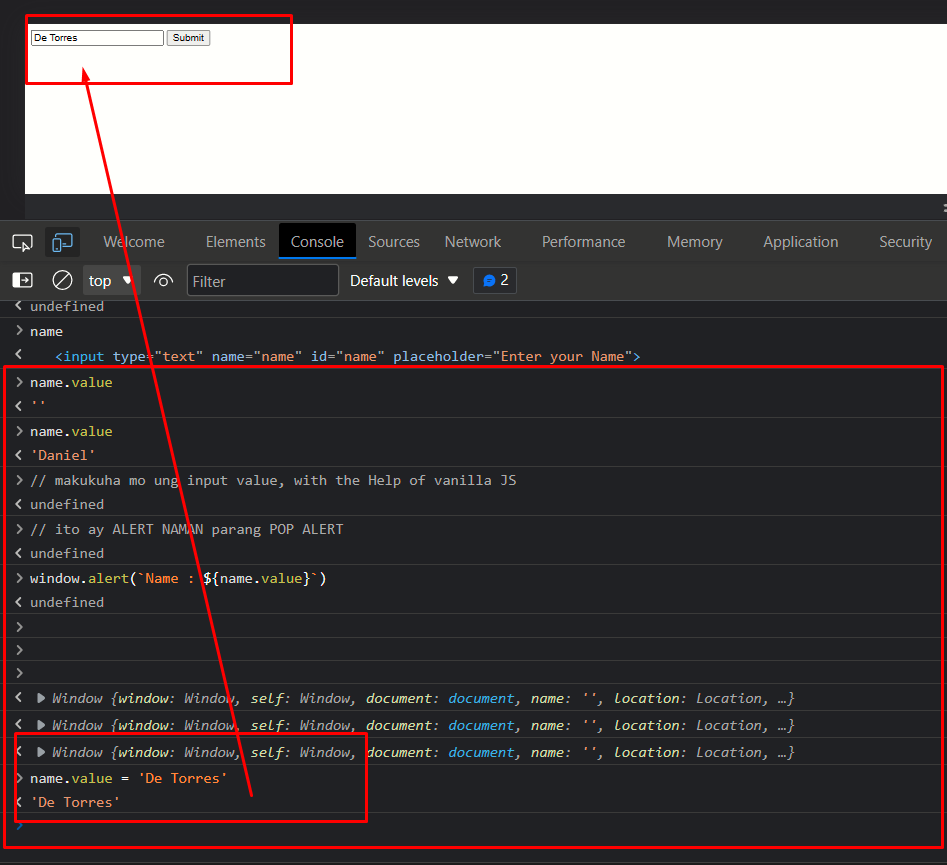 De Torres Submit
Welcome Elements Console Sources Network Performance Memory Application Security
top Filter Default levels 2
undefined
name
<input type="text" name="name" id="name" placeholder="Enter your Name">
name.value
''
name.value
'Daniel'
// makukuha mo ung input value, with the Help of vanilla JS
undefined
// ito ay ALERT NAMAN parang POP ALERT
undefined
window.alert(`Name : ${name.value}`)
undefined
Window {window: Window, self: Window, document: document, name: '', location: Location, …}
Window {window: Window, self: Window, document: document, name: '', location: Location, …}
Window {window: Window, self: Window, document: document, name: '', location: Location, …}
name.value = 'De Torres'
'De Torres'